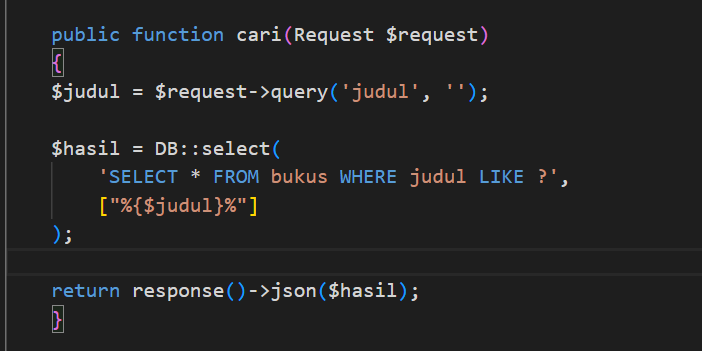 public function cari(Request $request)
{
$judul = $request->query('judul', '');
$hasil = DB::select(
'SELECT * FROM bukus WHERE judul LIKE ?',
["%{$judul}%"]
);
return response()->json($hasil);
}